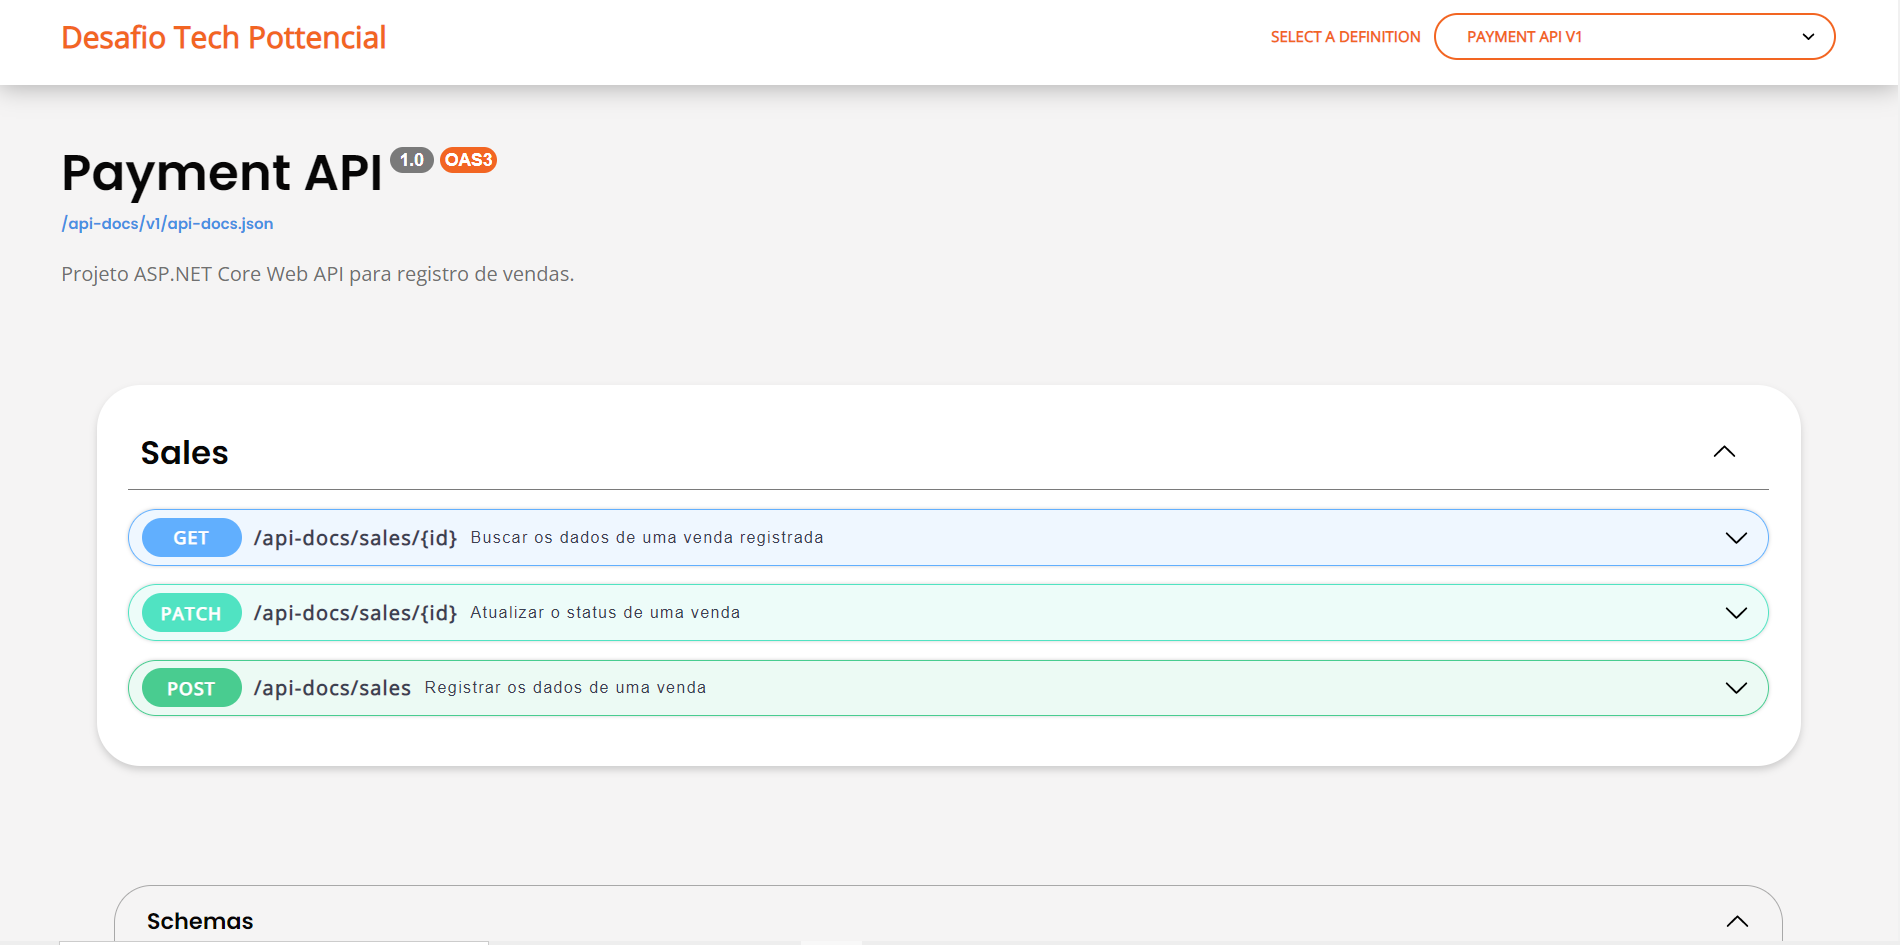 Desafio Tech Pottencial
SELECT A DEFINITION
PAYMENT API V1
Payment API 1.0 OAS3
/api-docs/v1/api-docs.json
Projeto ASP.NET Core Web API para registro de vendas.
Sales
GET /api-docs/sales/{id} Buscar os dados de uma venda registrada
PATCH /api-docs/sales/{id} Atualizar o status de uma venda
POST /api-docs/sales Registrar os dados de uma venda
Schemas